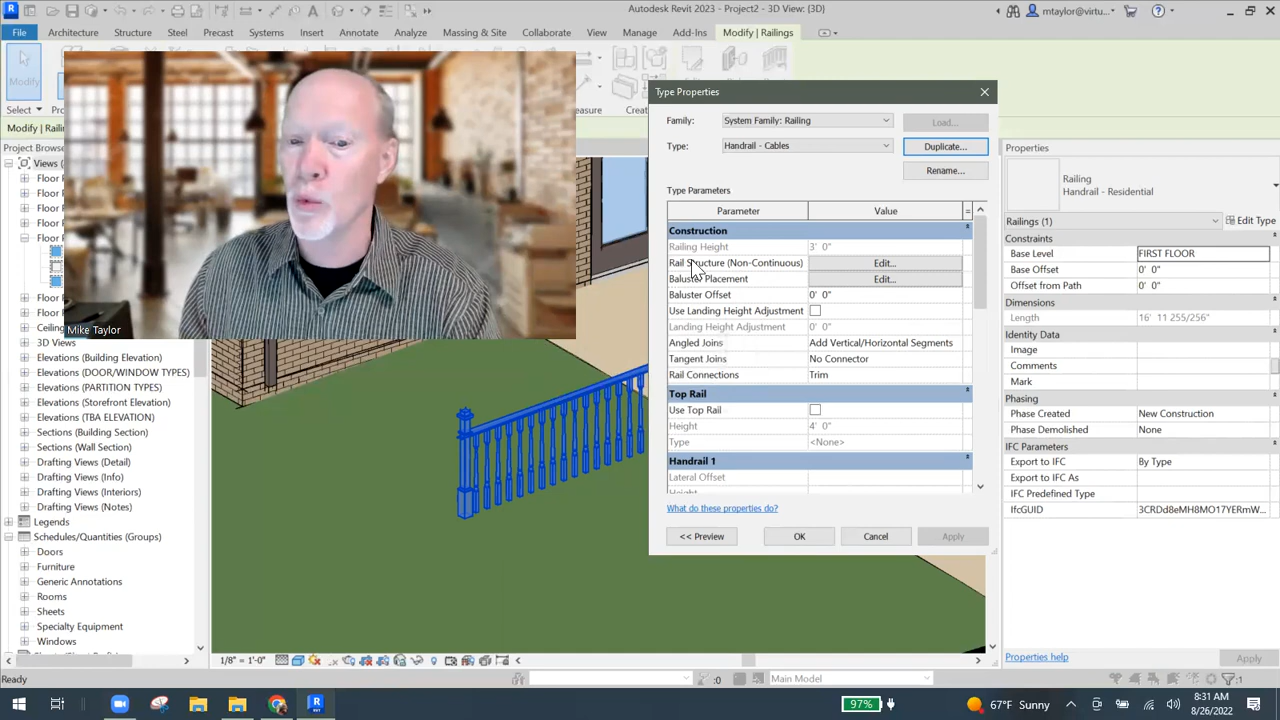 Autodesk Revit 2023 - Project2 - 3D View: {3D}
mtaylor@virtu...
File
Architecture
Structure
Steel
Precast
Systems
Insert
Annotate
Analyze
Massing & Site
Collaborate
View
Manage
Add-Ins
Modify | Railings
Modify
Select
Creat
Modify | Railin
Project Browse
Views (
Floor F
Floor F
Floor F
Floor F
Floor F
Floor F
Floor F
Floor F
Ceilin
3D Views
Elevations (Building Elevation)
Elevations (DOOR/WINDOW TYPES)
Elevations (PARTITION TYPES)
Elevations (Storefront Elevation)
Elevations (TBA ELEVATION)
Sections (Building Section)
Sections (Wall Section)
Drafting Views (Detail)
Drafting Views (Info)
Drafting Views (Interiors)
Drafting Views (Notes)
Legends
Schedules/Quantities (Groups)
Doors
Furniture
Generic Annotations
Rooms
Sheets
Specialty Equipment
Windows
Mike Taylor
Type Properties
Family:
System Family: Railing
Load...
Type:
Handrail - Cables
Duplicate...
Rename...
Type Parameters
Parameter
Value
=
Construction
Railing Height
3' 0"
Rail Structure (Non-Continuous)
Edit...
Baluster Placement
Edit...
Baluster Offset
0' 0"
Use Landing Height Adjustment
Landing Height Adjustment
0' 0"
Angled Joins
Add Vertical/Horizontal Segments
Tangent Joins
No Connector
Rail Connections
Trim
Top Rail
Use Top Rail
Height
4' 0"
Type
<None>
Handrail 1
Lateral Offset
Height
What do these properties do?
<< Preview
OK
Cancel
Apply
Properties
Railing
Handrail - Residential
Railings (1)
Edit Type
Constraints
Base Level
FIRST FLOOR
Base Offset
0' 0"
Offset from Path
0' 0"
Dimensions
Length
16' 11 255/256"
Identity Data
Image
Comments
Mark
Phasing
Phase Created
New Construction
Phase Demolished
None
IFC Parameters
Export to IFC
By Type
Export to IFC As
IFC Predefined Type
IfcGUID
3CRDd8eMH8MO17YERmW...
Properties help
Apply
1/8" = 1'-0"
Ready
:0
Main Model
:1
97%
67°F Sunny
8:31 AM
8/26/2022